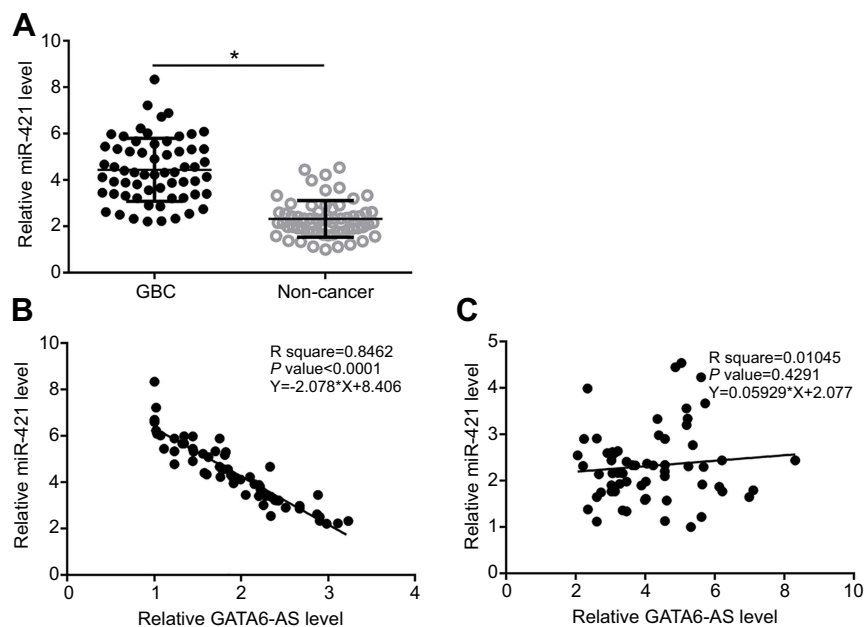 A
Relative miR-421 level
10
8
6
4
2
0
*
GBC
Non-cancer
B
Relative miR-421 level
10
8
6
4
2
0
R square=0.8462
P value<0.0001
Y=-2.078*X+8.406
0
1
2
3
4
Relative GATA6-AS level
C
Relative miR-421 level
5
4
3
2
1
0
R square=0.01045
P value=0.4291
Y=0.05929*X+2.077
0
2
4
6
8
10
Relative GATA6-AS level